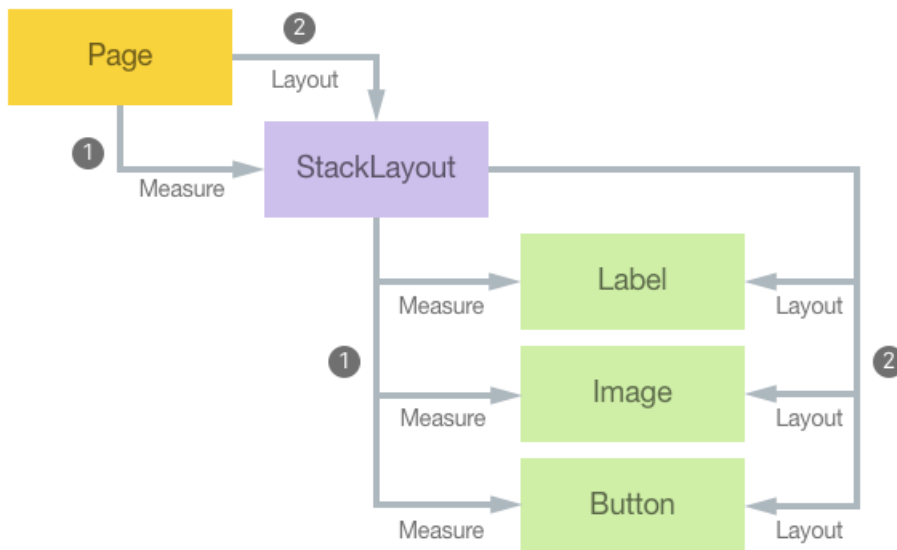 2
Page
Layout
1
Measure
StackLayout
Label
Measure
Layout
1
2
Image
Measure
Layout
Button
Measure
Layout